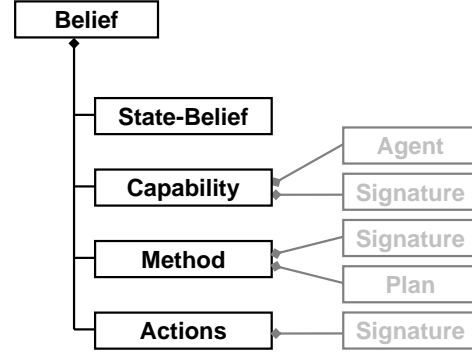 Belief
State-Belief
Capability
Agent
Signature
Method
Signature
Plan
Actions
Signature